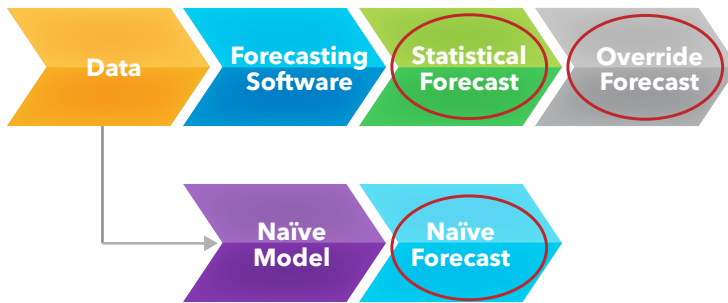 Data
Forecasting
Software
Statistical
Forecast
Override
Forecast
Naïve
Model
Naïve
Forecast